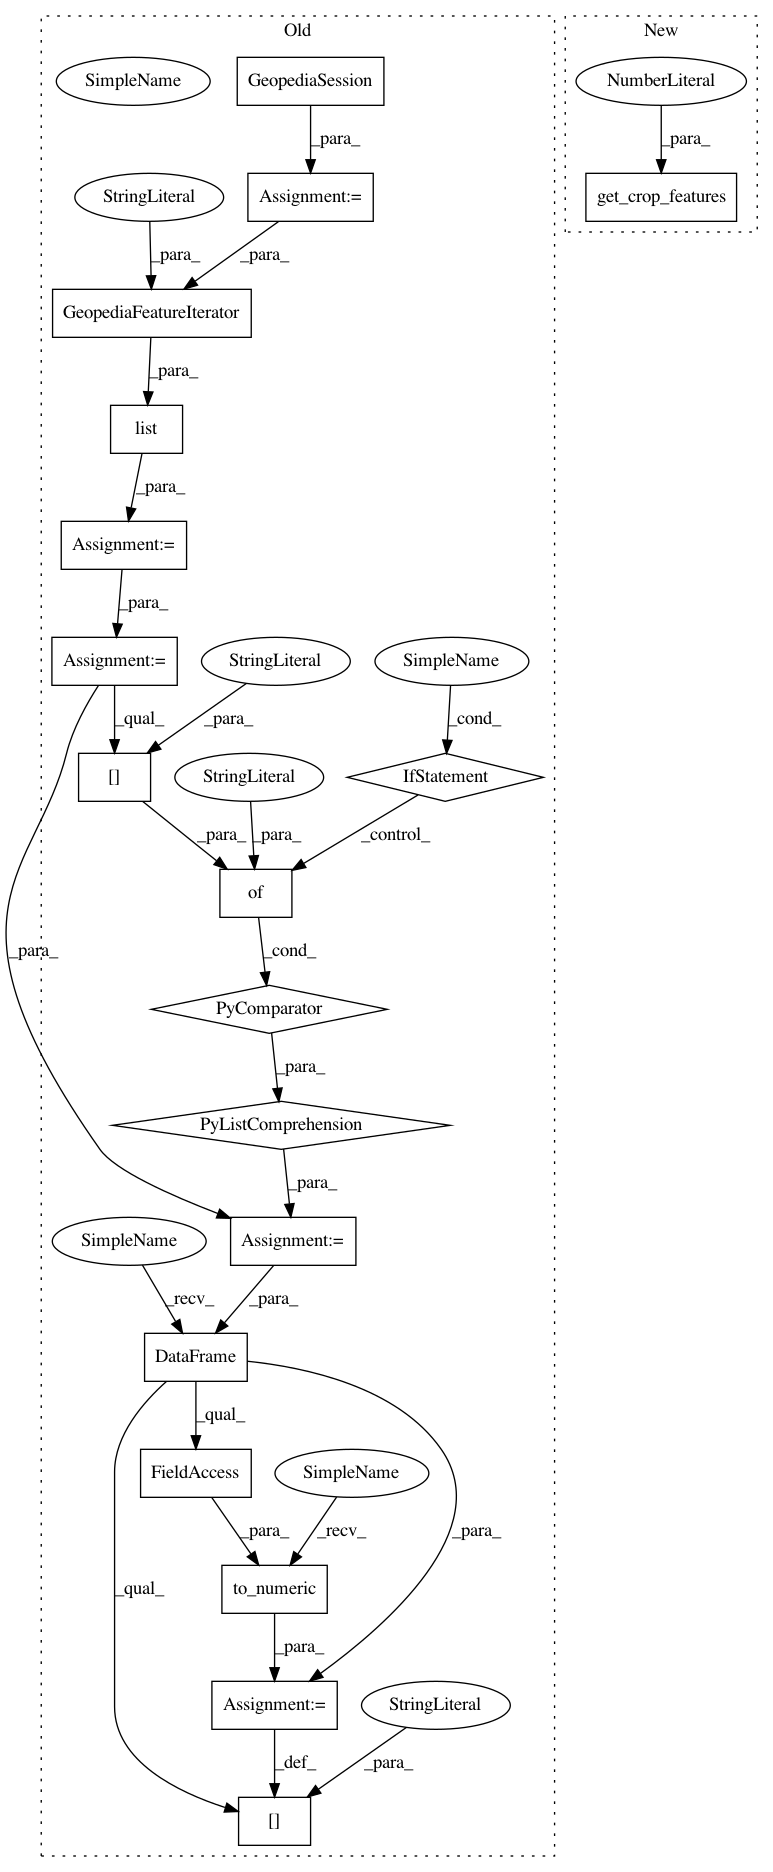 Old
New
SimpleName
GeopediaSession
NumberLiteral
_para_
_para_
StringLiteral
Assignment:=
get_crop_features
_para_
_para_
GeopediaFeatureIterator
_para_
list
_para_
Assignment:=
_para_
Assignment:=
StringLiteral
SimpleName
_qual_
_para_
_cond_
[]
StringLiteral
IfStatement
_para_
_para_
_control_
of
_para_
_cond_
PyComparator
_para_
PyListComprehension
_para_
SimpleName
Assignment:=
_recv_
_para_
DataFrame
_qual_
FieldAccess
SimpleName
_para_
_recv_
_para_
_qual_
to_numeric
_para_
Assignment:=
StringLiteral
_def_
_para_
[]